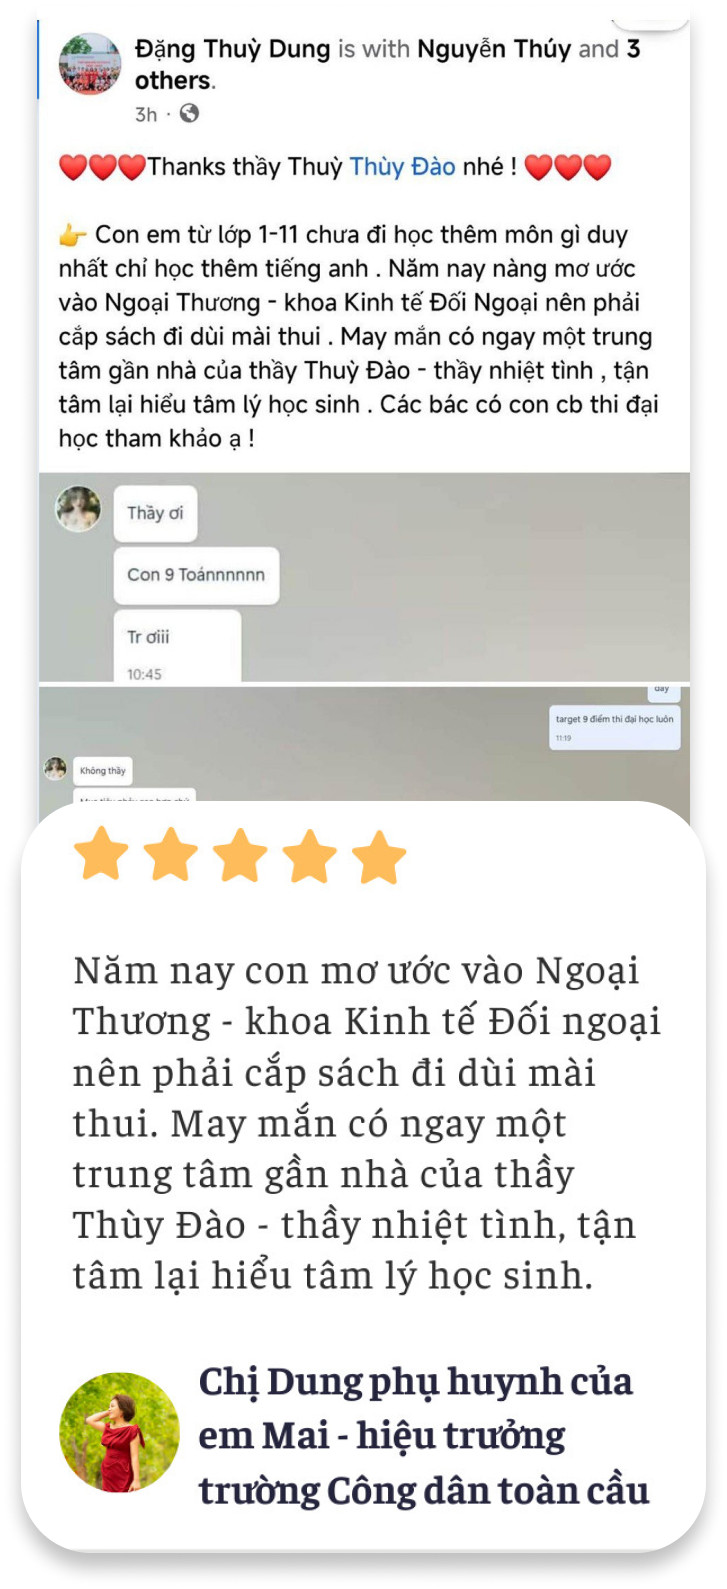 Đặng Thuỳ Dung is with Nguyễn Thúy and 3
others.
3h ·
Thanks thầy Thuỳ Thùy Đào nhé !
Con em từ lớp 1-11 chưa đi học thêm môn gì duy
nhất chỉ học thêm tiếng anh . Năm nay nàng mơ ước
vào Ngoại Thương - khoa Kinh tế Đối Ngoại nên phải
cắp sách đi dùi mài thui . May mắn có ngay một trung
tâm gần nhà của thầy Thuỳ Đào - thầy nhiệt tình , tận
tâm lại hiểu tâm lý học sinh . Các bác có con cb thi đại
học tham khảo ạ !
Thầy ơi
Con 9 Toánnnnnn
Tr ơiii
10:45
target 9 điểm thi đại học luôn
11:19
Không thầy
Năm nay con mơ ước vào Ngoại
Thương - khoa Kinh tế Đối ngoại
nên phải cắp sách đi dùi mài
thui. May mắn có ngay một
trung tâm gần nhà của thầy
Thùy Đào - thầy nhiệt tình, tận
tâm lại hiểu tâm lý học sinh.
Chị Dung phụ huynh của
em Mai - hiệu trưởng
trường Công dân toàn cầu